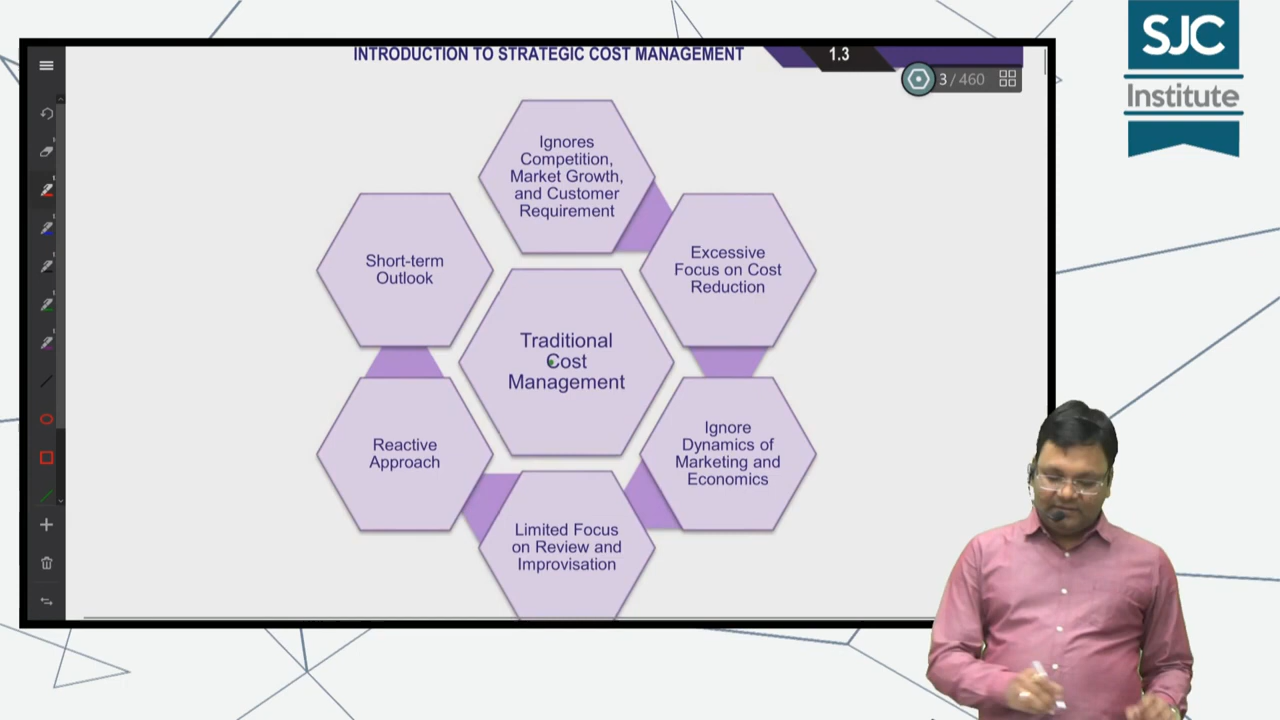 INTRODUCTION TO STRATEGIC COST MANAGEMENT
1.3
3 / 460
SJC
Institute
Ignores
Competition,
Market Growth,
and Customer
Requirement
Short-term
Outlook
Excessive
Focus on Cost
Reduction
Traditional
Cost
Management
Reactive
Approach
Ignore
Dynamics of
Marketing and
Economics
Limited Focus
on Review and
Improvisation